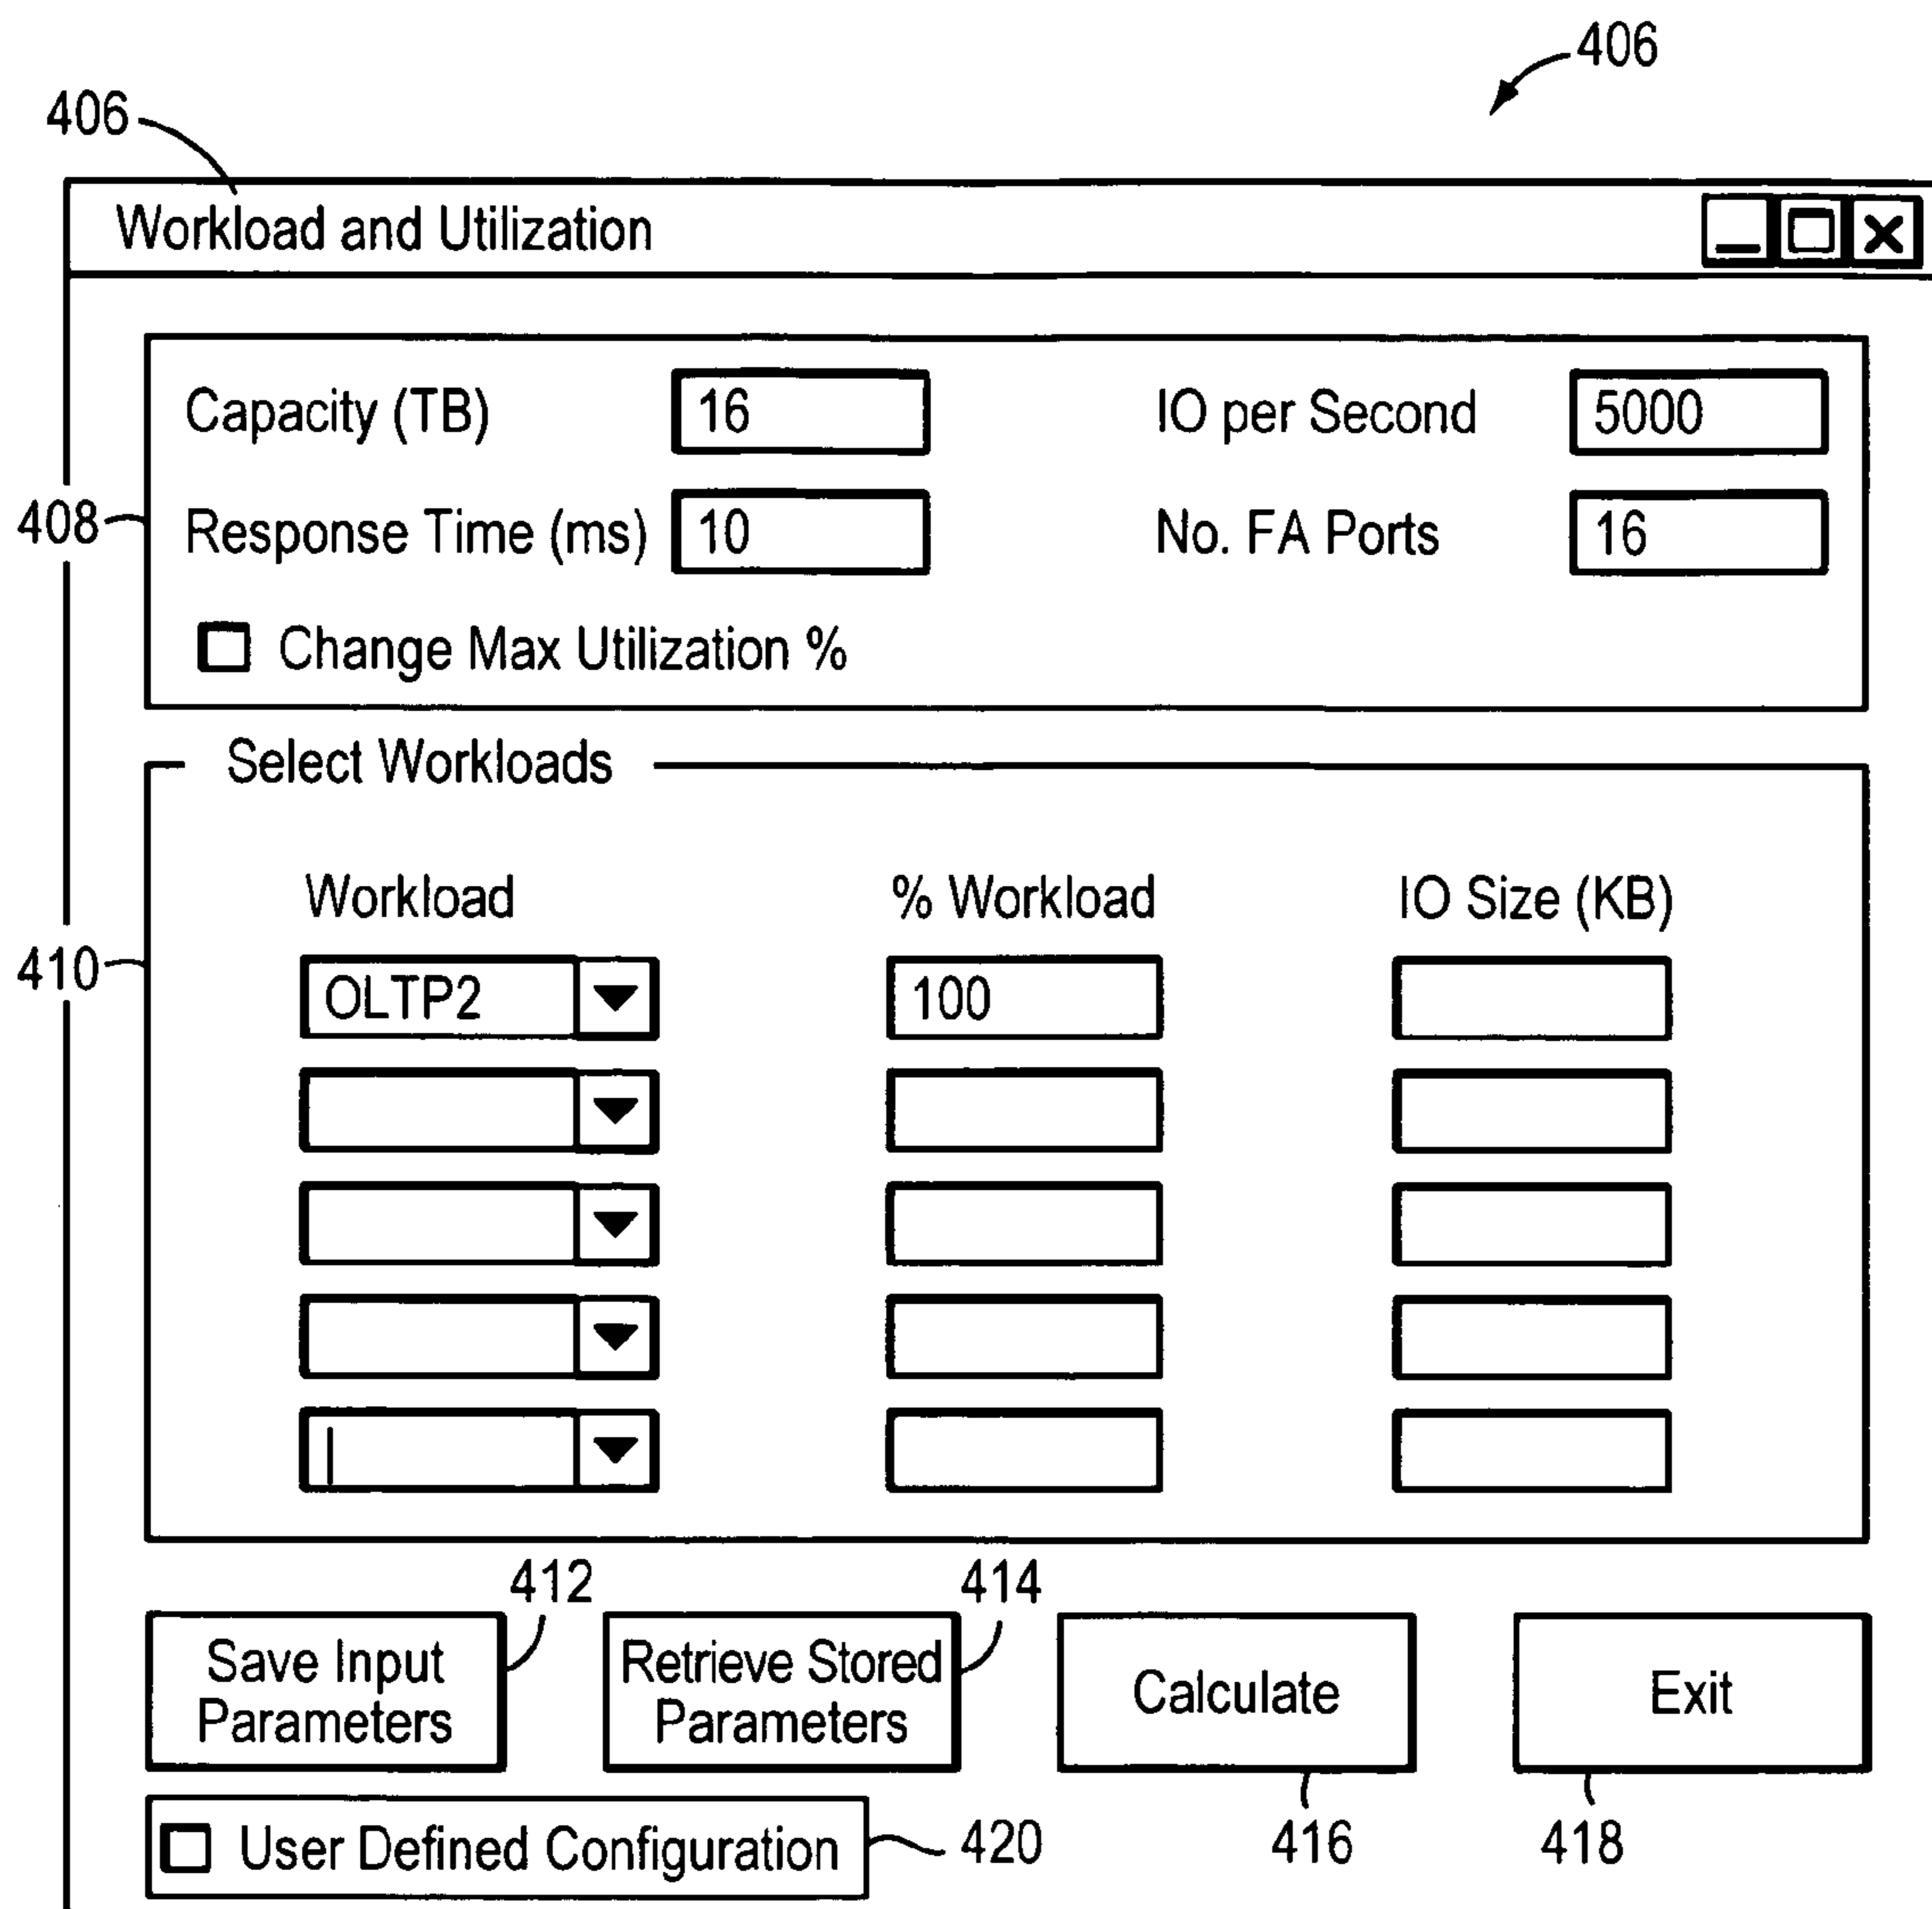 406
406
Workload and Utilization
Capacity (TB) 16 IO per Second 5000
408
Response Time (ms) 10 No. FA Ports 16
Change Max Utilization %
Select Workloads
Workload % Workload IO Size (KB)
410
OLTP2 100
412 414
Save Input Parameters
Retrieve Stored Parameters
Calculate
Exit
User Defined Configuration 420 416 418